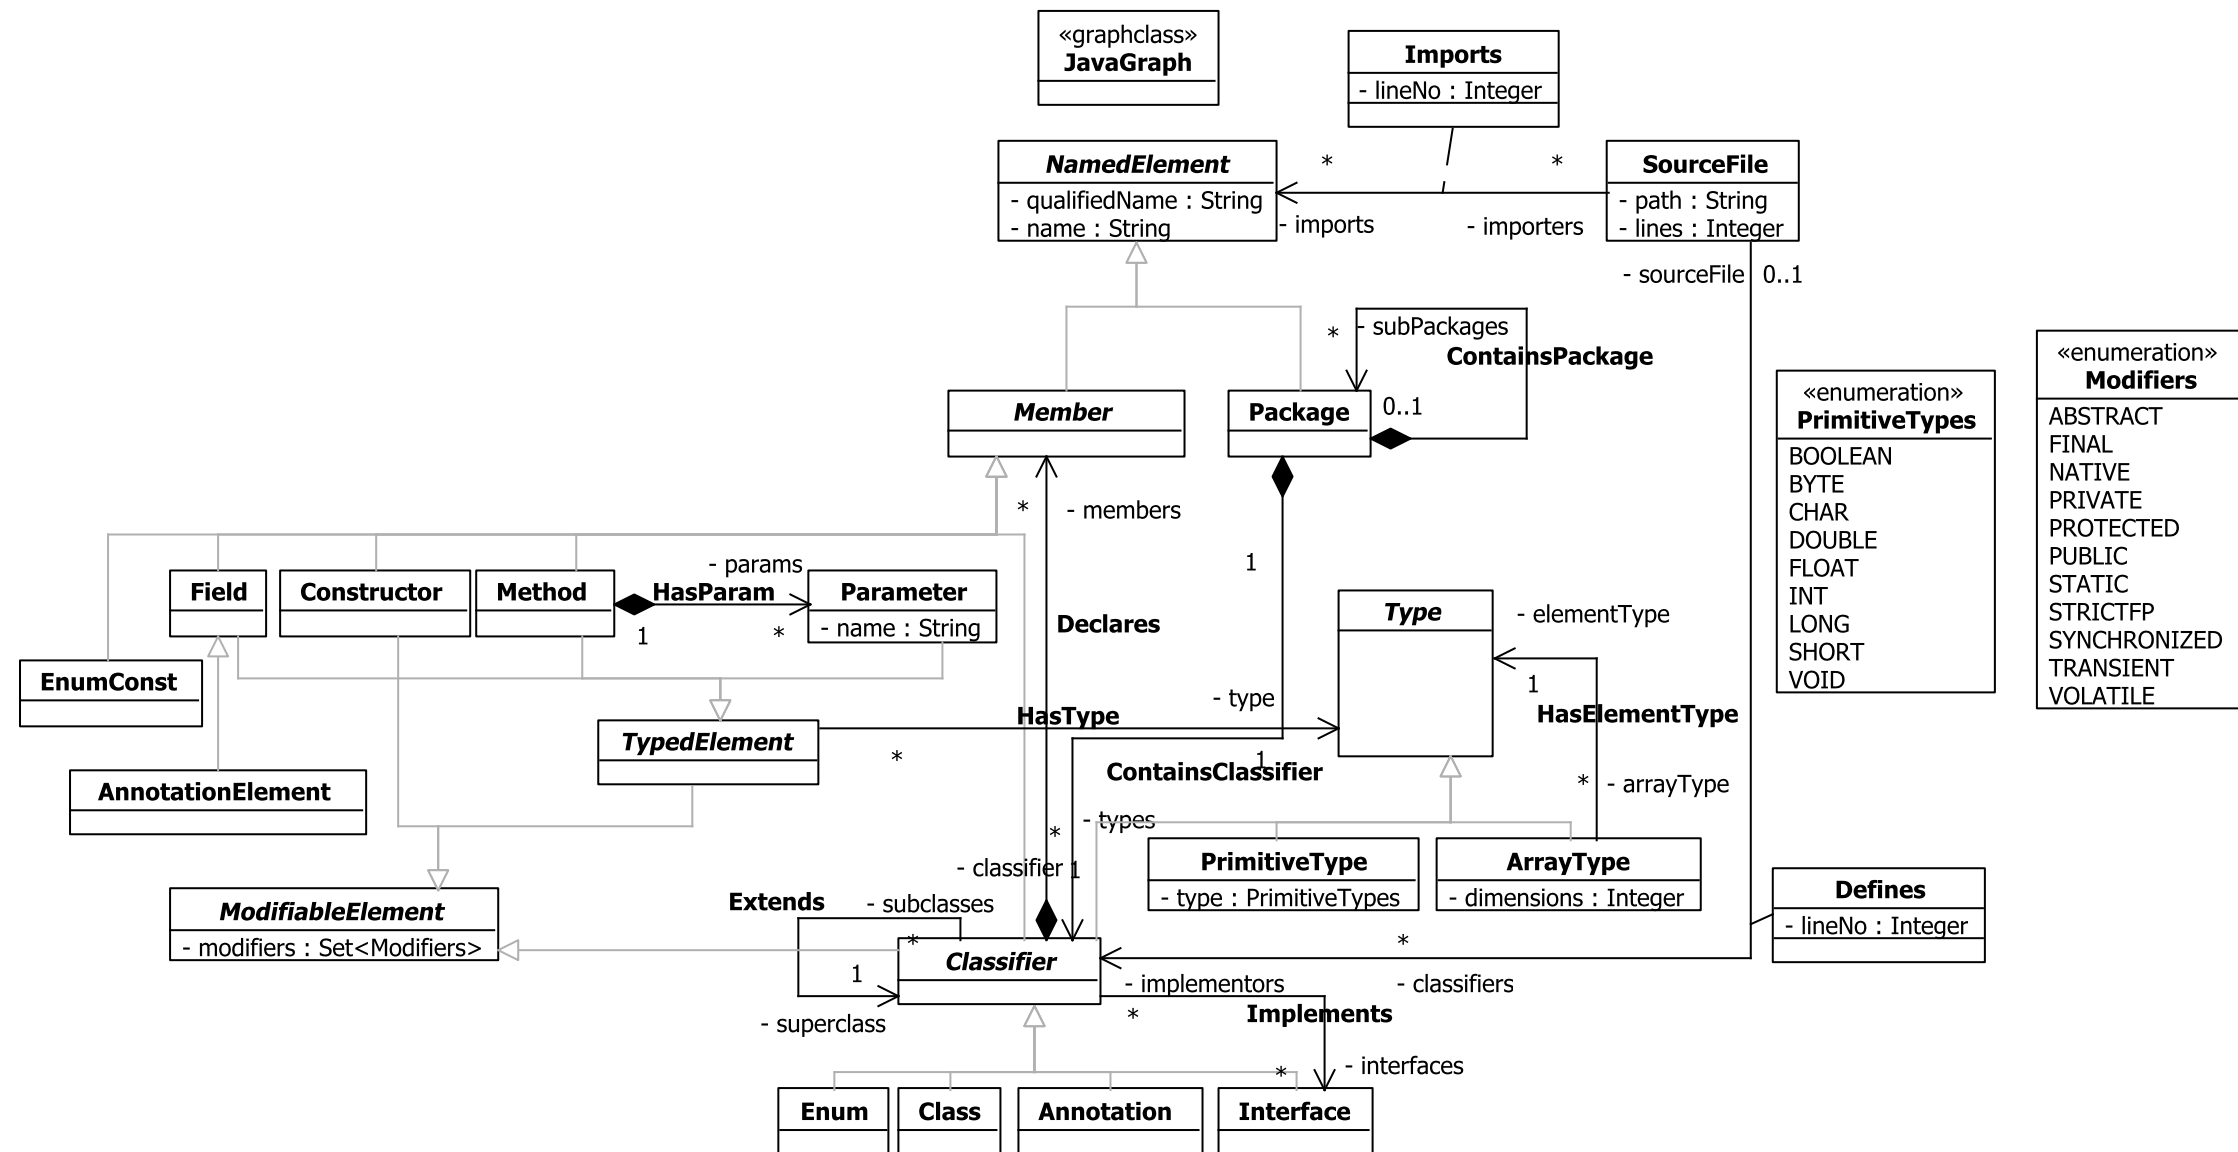 «graphclass»
JavaGraph
Imports
- lineNo : Integer
NamedElement
- qualifiedName : String
- name : String
*
*
- imports
- importers
SourceFile
- path : String
- lines : Integer
- sourceFile
0..1
*
- subPackages
ContainsPackage
«enumeration»
PrimitiveTypes
BOOLEAN
BYTE
CHAR
DOUBLE
FLOAT
INT
LONG
SHORT
VOID
«enumeration»
Modifiers
ABSTRACT
FINAL
NATIVE
PRIVATE
PROTECTED
PUBLIC
STATIC
STRICTFP
SYNCHRONIZED
TRANSIENT
VOLATILE
Member
Package
0..1
*
- members
1
- params
Field
Constructor
Method
HasParam
1
*
Parameter
- name : String
Declares
Type
- elementType
1
EnumConst
- type
HasType
HasElementType
TypedElement
*
1
ContainsClassifier
*
- arrayType
AnnotationElement
- types
*
- classifier
1
PrimitiveType
- type : PrimitiveTypes
ArrayType
- dimensions : Integer
Defines
- lineNo : Integer
ModifiableElement
- modifiers : Set<Modifiers>
Extends
- subclasses
*
1
- superclass
Classifier
*
- classifiers
- implementors
*
Implements
- interfaces
*
Enum
Class
Annotation
Interface